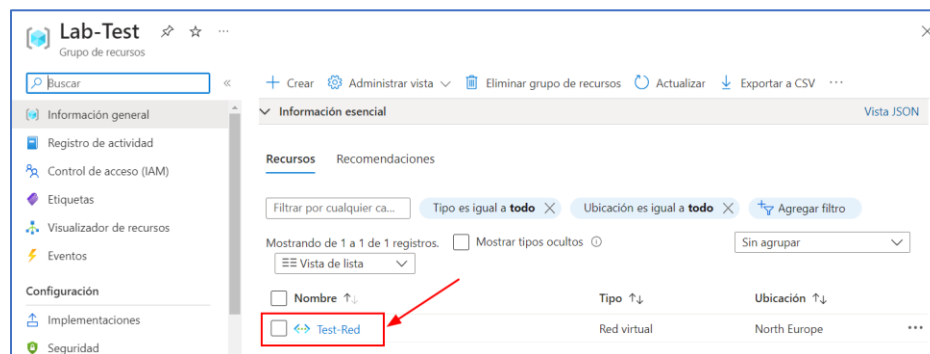 Lab-Test
Grupo de recursos
Buscar
Información general
Registro de actividad
Control de acceso (IAM)
Etiquetas
Visualizador de recursos
Eventos
Configuración
Implementaciones
Seguridad
Crear Administrar vista Eliminar grupo de recursos Actualizar Exportar a CSV ···
Información esencial Vista JSON
Recursos Recomendaciones
Filtrar por cualquier ca... Tipo es igual a todo Ubicación es igual a todo Agregar filtro
Mostrando de 1 a 1 de 1 registros. Mostrar tipos ocultos Sin agrupar
Vista de lista
Nombre Tipo Ubicación
Test-Red Red virtual North Europe ···